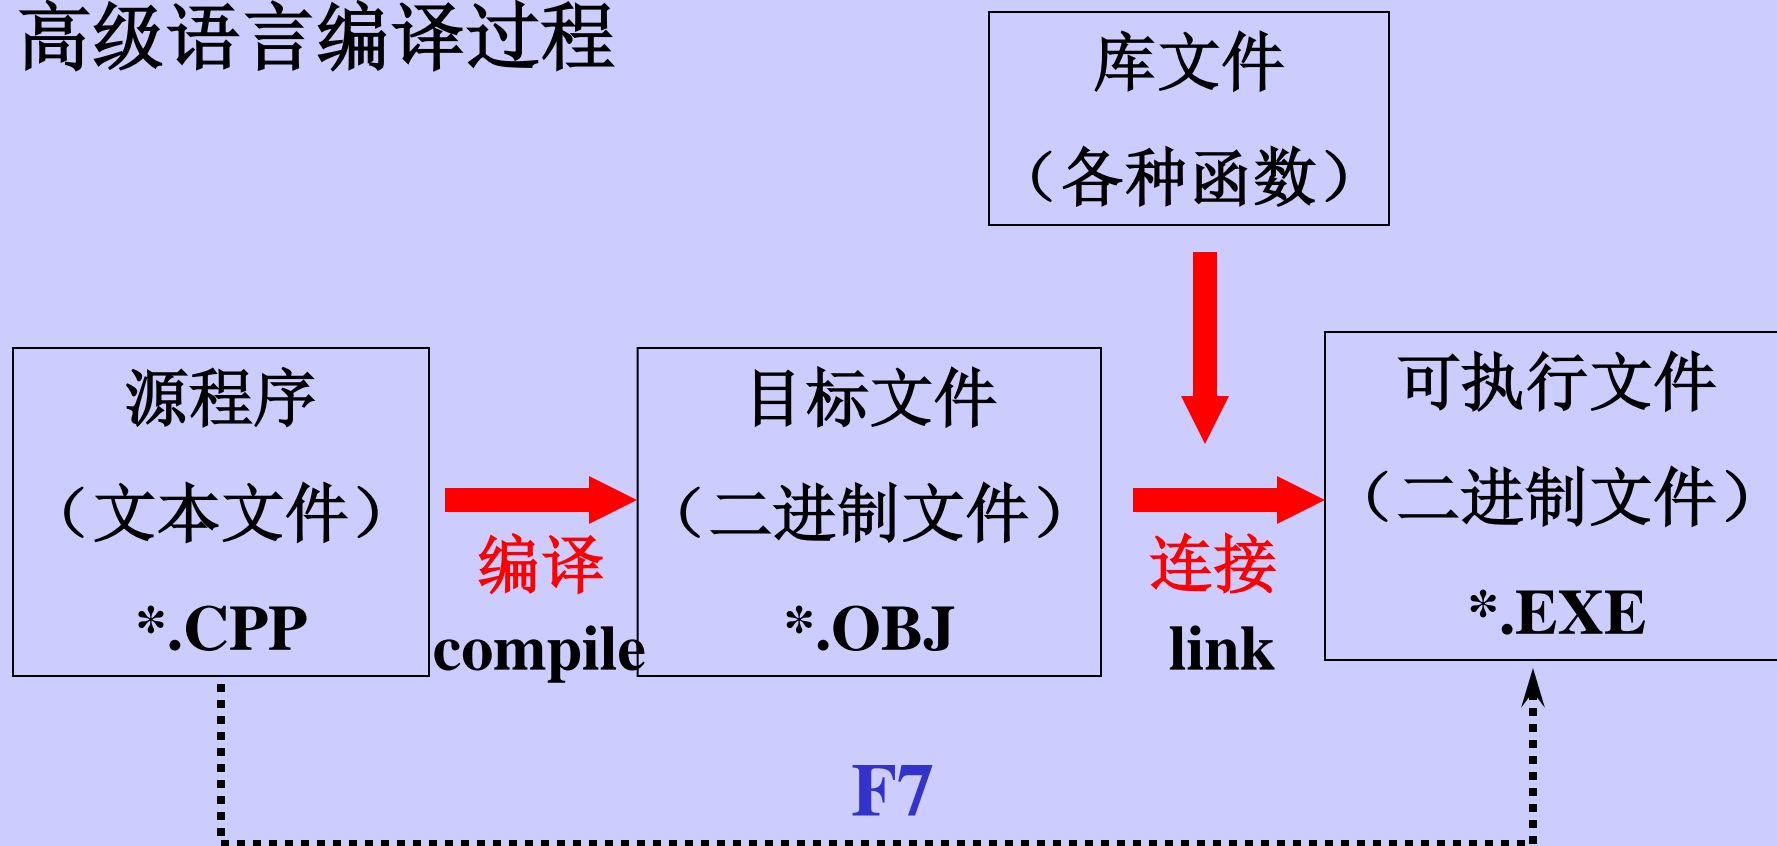 高级语言编译过程
库文件
（各种函数）
源程序
（文本文件）
*.CPP
编译
compile
目标文件
（二进制文件）
*.OBJ
连接
link
可执行文件
（二进制文件）
*.EXE
F7